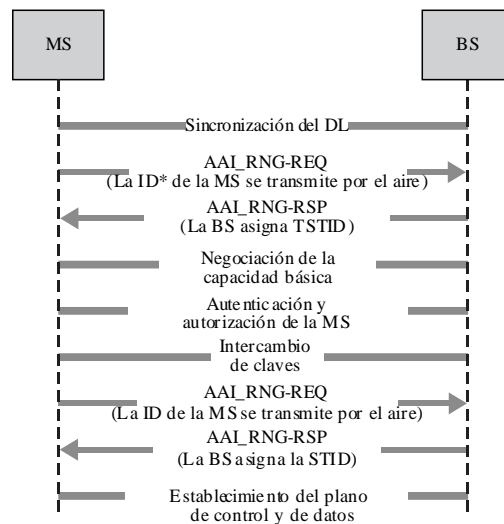 MS
BS
Sincronización del DL
AAI_RNG-REQ
(La ID* de la MS se transmite por el aire)
AAI_RNG-RSP
(La BS asigna TSTID)
Negociación de la
capacidad básica
Autenticación y
autorización de la MS
Intercambio
de claves
AAI_RNG-REQ
(La ID de la MS se transmite por el aire)
AAI_RNG-RSP
(La BS asigna la STID)
Establecimiento del plano
de control y de datos